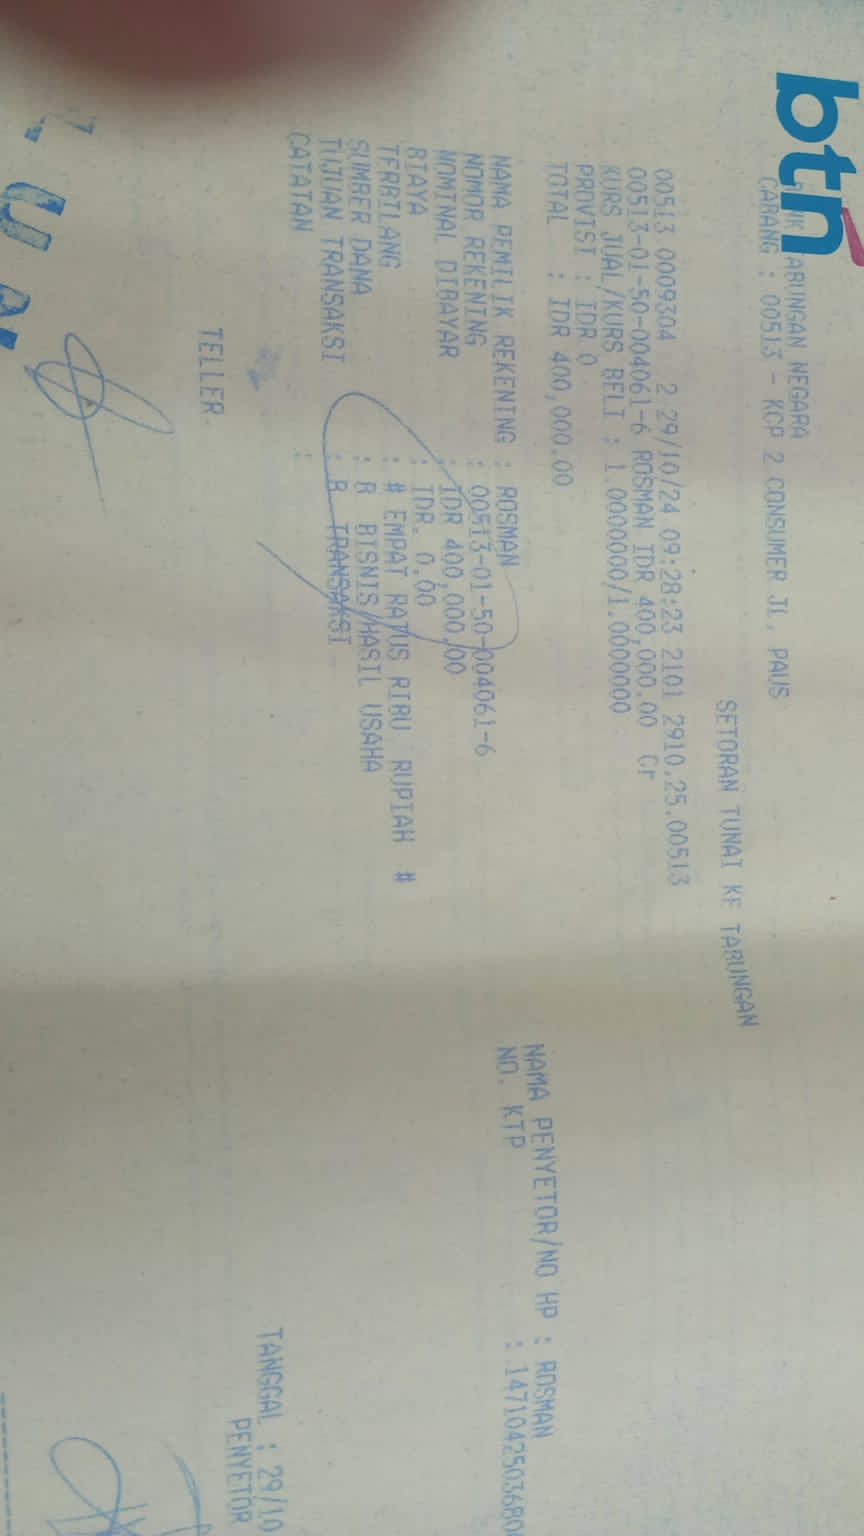 btn
ABUNGAN NEGARA
CABANG : 00513 - KCP 2 CONSUMER JL. PAUS
SETORAN TUNAI KE TABUNGAN
00513 0009304 2 29/10/24 09:28:23 2101 2910.25.00513
00513-01-50-004061-6 ROSMAN IDR 400,000.00 Cr
KURS JUAL/KURS BELI : 1.0000000/1.0000000
PROVISI : IDR 0
TOTAL : IDR 400,000.00
NAMA PENYETOR/NO HP : ROSMAN
NO. KTP : 1471042503680
NAMA PEMILIK REKENING : ROSMAN
NOMOR REKENING : 00513-01-50-004061-6
NOMINAL DIBAYAR : IDR 400,000.00
BIAYA : IDR. 0.00
TERBILANG : # EMPAT RATUS RIBU RUPIAH #
SUMBER DANA : B BISNIS/HASIL USAHA
TUJUAN TRANSAKSI : B TRANSAKSI
CATATAN :
TANGGAL : 29/10
TELLER
PENYETOR